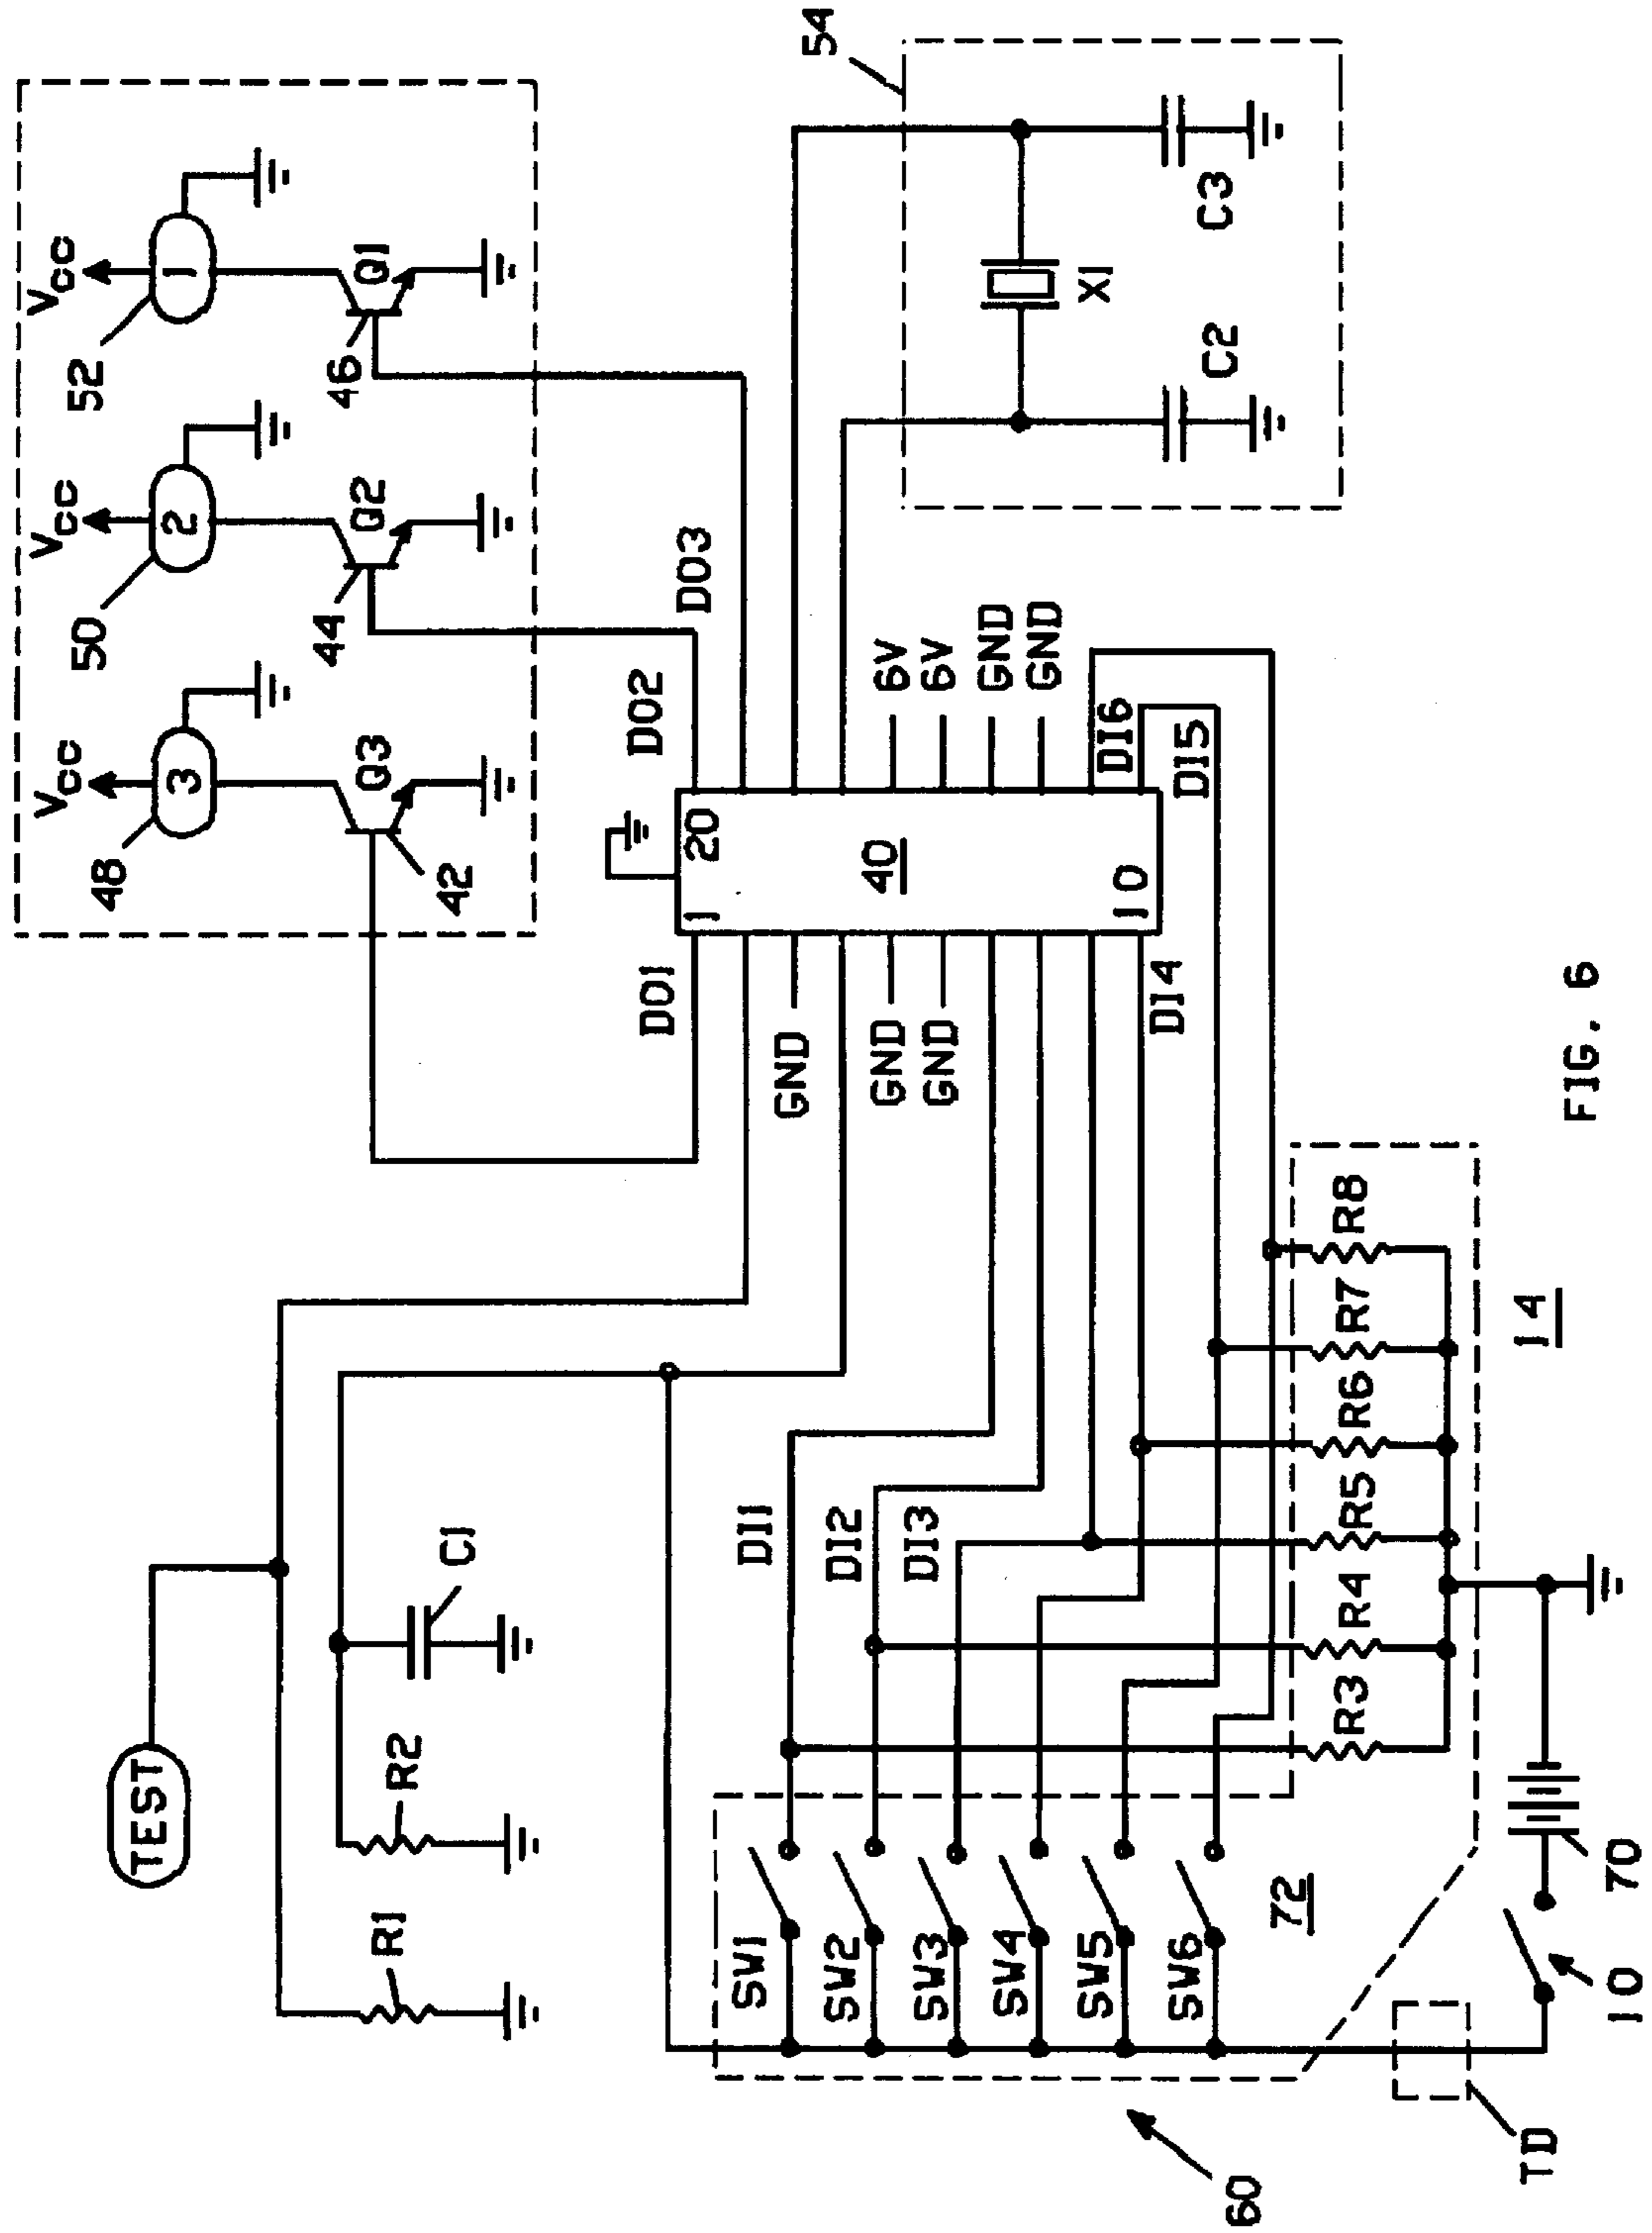 TEST
R1
R2
C1
VCC
VCC
VCC
48
3
50
2
52
1
42
Q3
44
Q2
46
Q1
DO1
DO2
DO3
1
20
40
10
GND
GND
GND
6V
6V
GND
GND
54
X1
C2
C3
DI1
DI2
DI3
DI4
DI5
DI6
SW1
SW2
SW3
SW4
SW5
SW6
72
R3
R4
R5
R6
R7
R8
14
60
TD
10
70
FIG. 6